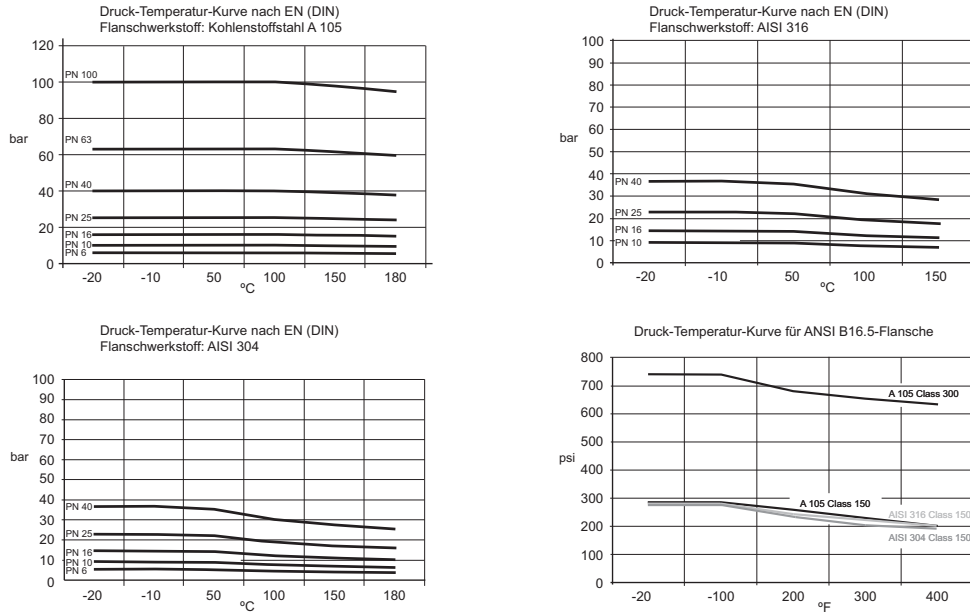 Druck-Temperatur-Kurve nach EN (DIN)
Flanschwerkstoff: Kohlenstoffstahl A 105
120
100
80
60
40
20
0
bar
PN 100
PN 63
PN 40
PN 25
PN 16
PN 10
PN 6
-20 -10 50 100 150 180
ºC
Druck-Temperatur-Kurve nach EN (DIN)
Flanschwerkstoff: AISI 316
100
90
80
70
60
50
40
30
20
10
0
bar
PN 40
PN 25
PN 16
PN 10
-20 -10 50 100 150
ºC
Druck-Temperatur-Kurve nach EN (DIN)
Flanschwerkstoff: AISI 304
100
90
80
70
60
50
40
30
20
10
0
bar
PN 40
PN 25
PN 16
PN 10
PN 6
-20 -10 50 100 150 180
ºC
Druck-Temperatur-Kurve für ANSI B16.5-Flansche
800
700
600
500
400
300
200
100
0
psi
A 105 Class 300
A 105 Class 150
AISI 316 Class 150
AISI 304 Class 150
-20 -100 200 300 400
ºF